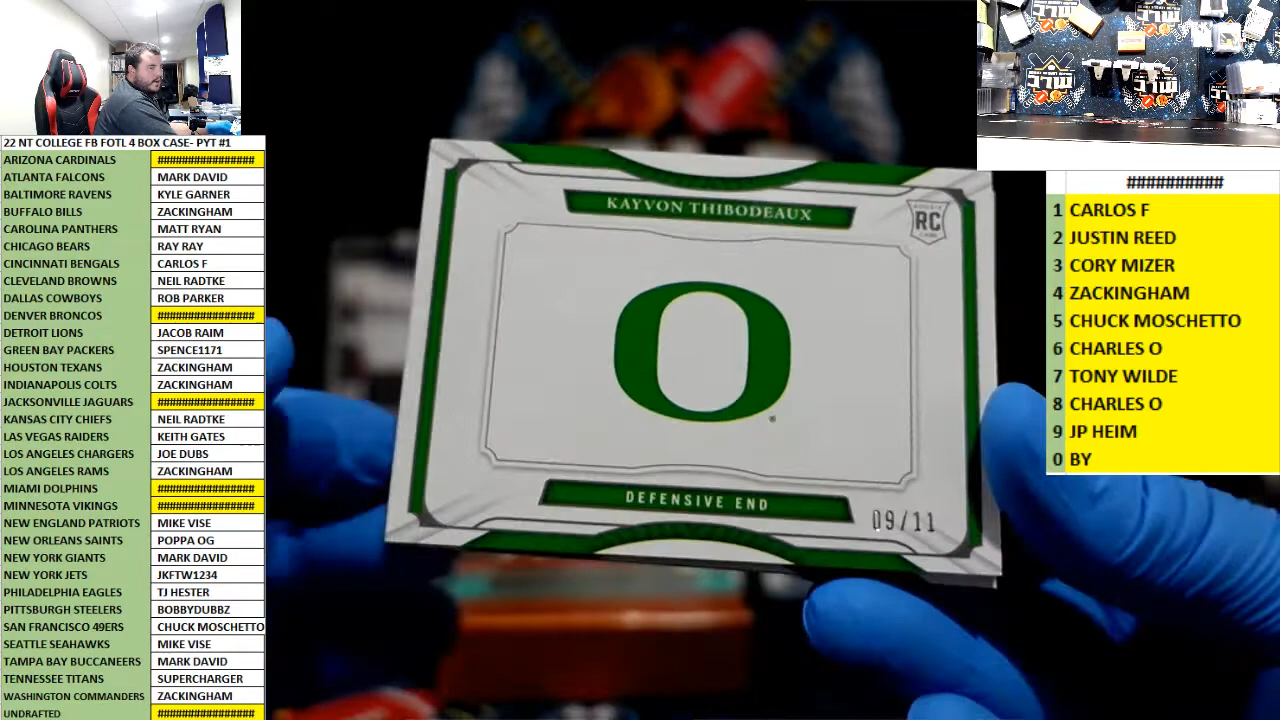 22 NT COLLEGE FB FOTL 4 BOX CASE- PYT #1
ARIZONA CARDINALS ################
ATLANTA FALCONS MARK DAVID
BALTIMORE RAVENS KYLE GARNER
BUFFALO BILLS ZACKINGHAM
CAROLINA PANTHERS MATT RYAN
CHICAGO BEARS RAY RAY
CINCINNATI BENGALS CARLOS F
CLEVELAND BROWNS NEIL RADTKE
DALLAS COWBOYS ROB PARKER
DENVER BRONCOS ################
DETROIT LIONS JACOB RAIM
GREEN BAY PACKERS SPENCE1171
HOUSTON TEXANS ZACKINGHAM
INDIANAPOLIS COLTS ZACKINGHAM
JACKSONVILLE JAGUARS ################
KANSAS CITY CHIEFS NEIL RADTKE
LAS VEGAS RAIDERS KEITH GATES
LOS ANGELES CHARGERS JOE DUBS
LOS ANGELES RAMS ZACKINGHAM
MIAMI DOLPHINS ################
MINNESOTA VIKINGS ################
NEW ENGLAND PATRIOTS MIKE VISE
NEW ORLEANS SAINTS POPPA OG
NEW YORK GIANTS MARK DAVID
NEW YORK JETS JKFTW1234
PHILADELPHIA EAGLES TJ HESTER
PITTSBURGH STEELERS BOBBYDUBBZ
SAN FRANCISCO 49ERS CHUCK MOSCHETTO
SEATTLE SEAHAWKS MIKE VISE
TAMPA BAY BUCCANEERS MARK DAVID
TENNESSEE TITANS SUPERCHARGER
WASHINGTON COMMANDERS ZACKINGHAM
UNDRAFTED ################
KAYVON THIBODEAUX
RC
O
DEFENSIVE END
09/11
##########
1 CARLOS F
2 JUSTIN REED
3 CORY MIZER
4 ZACKINGHAM
5 CHUCK MOSCHETTO
6 CHARLES O
7 TONY WILDE
8 CHARLES O
9 JP HEIM
0 BY